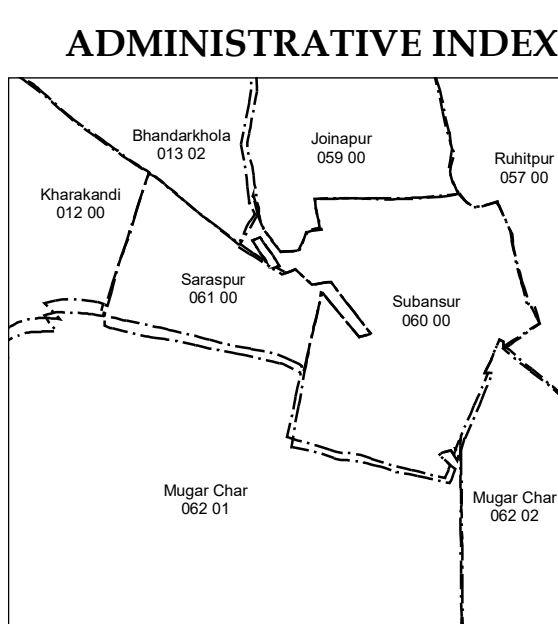 ADMINISTRATIVE INDEX
Bhandarkhola
013 02
Joinapur
059 00
Ruhitpur
057 00
Kharakandi
012 00
Saraspur
061 00
Subansur
060 00
Mugar Char
062 01
Mugar Char
062 02